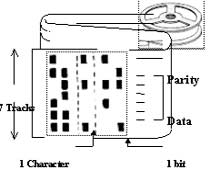 Parity
7 Tracks
Data
1 Character 1 bit